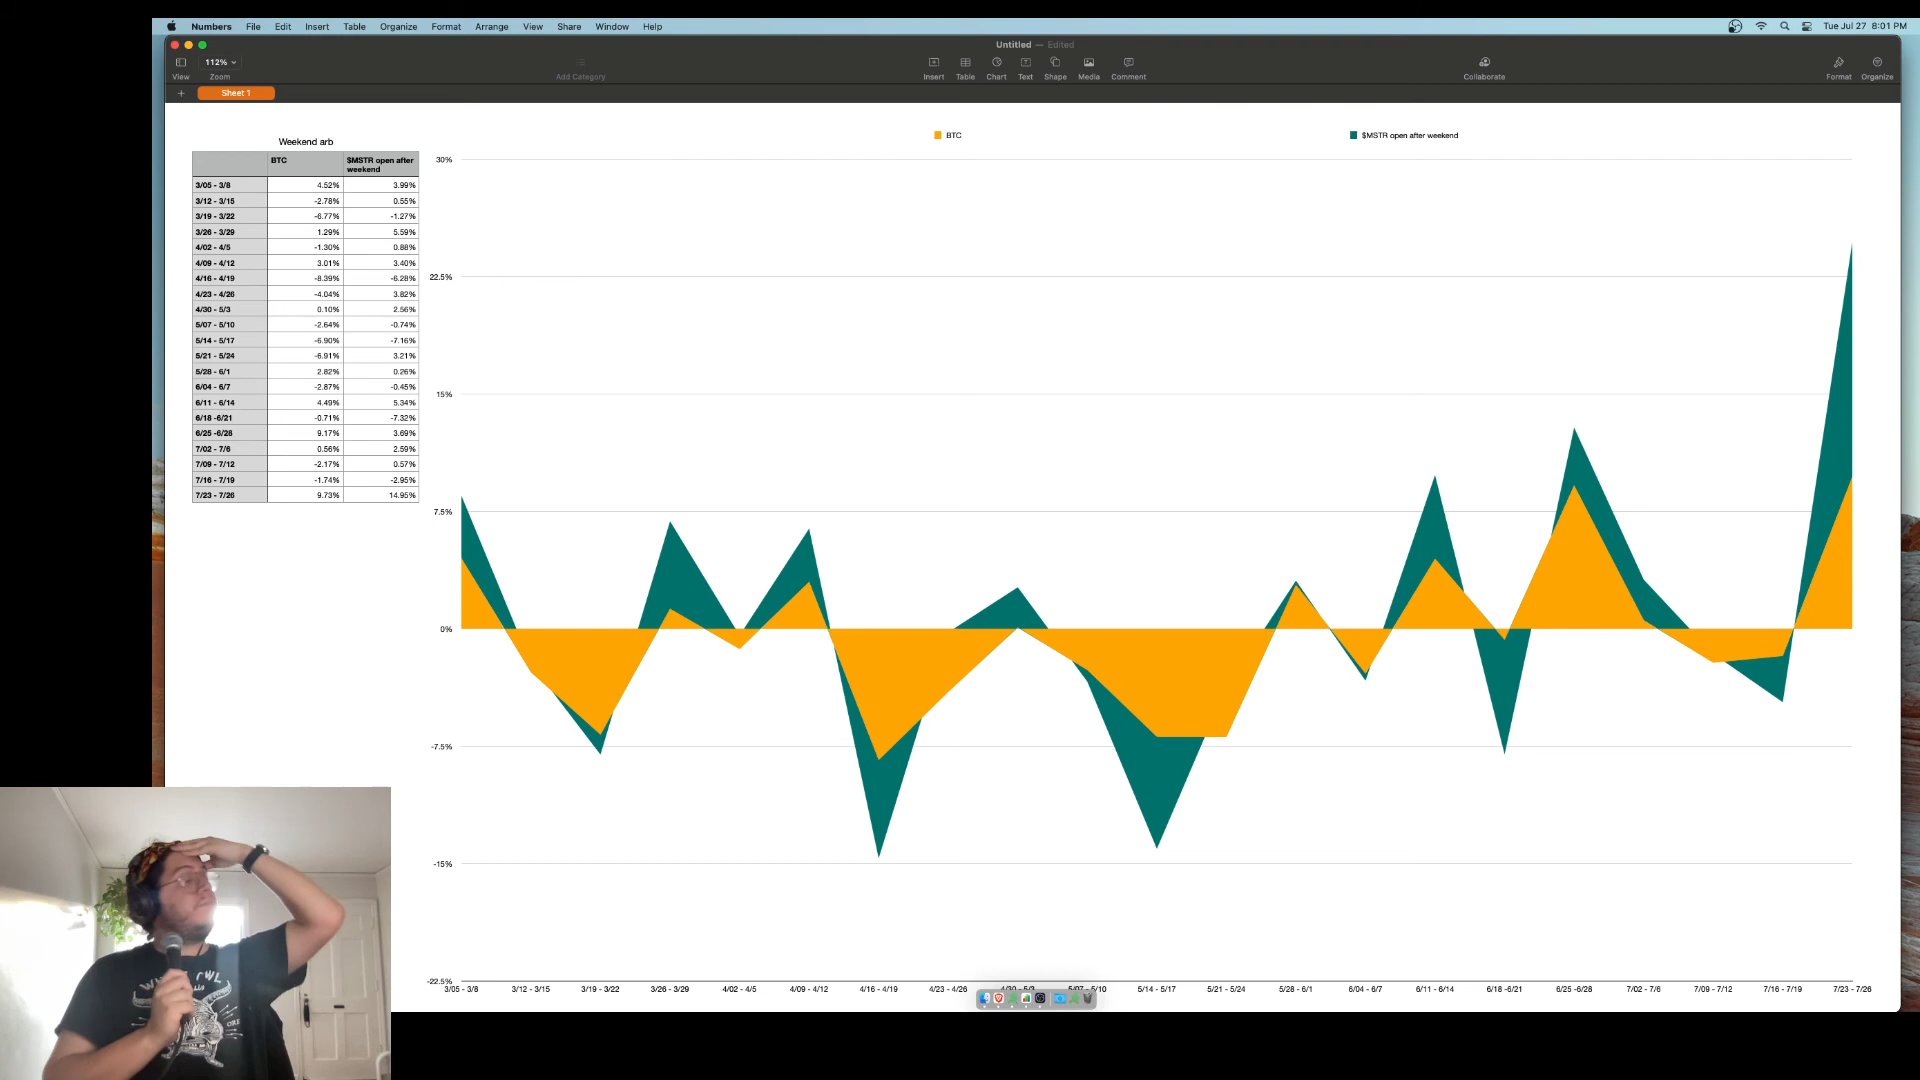 Numbers File Edit Insert Table Organize Format Arrange View Share Window Help Tue Jul 27 8:01 PM
Untitled — Edited
112%
View Zoom Add Category Insert Table Chart Text Shape Media Comment Collaborate Format Organize
+ Sheet 1
Weekend arb
BTC $MSTR open after weekend
3/05 - 3/8 4.52% 3.99%
3/12 - 3/15 -2.78% 0.55%
3/19 - 3/22 -6.77% -1.27%
3/26 - 3/29 1.29% 5.59%
4/02 - 4/5 -1.30% 0.88%
4/09 - 4/12 3.01% 3.40%
4/16 - 4/19 -8.39% -6.28%
4/23 - 4/26 -4.04% 3.82%
4/30 - 5/3 0.10% 2.56%
5/07 - 5/10 -2.64% -0.74%
5/14 - 5/17 -6.90% -7.16%
5/21 - 5/24 -6.91% 3.21%
5/28 - 6/1 2.82% 0.26%
6/04 - 6/7 -2.87% -0.45%
6/11 - 6/14 4.49% 5.34%
6/18 -6/21 -0.71% -7.32%
6/25 -6/28 9.17% 3.69%
7/02 - 7/6 0.56% 2.59%
7/09 - 7/12 -2.17% 0.57%
7/16 - 7/19 -1.74% -2.95%
7/23 - 7/26 9.73% 14.95%
BTC $MSTR open after weekend
30%
22.5%
15%
7.5%
0%
-7.5%
-15%
-22.5%
3/05 - 3/8 3/12 - 3/15 3/19 - 3/22 3/26 - 3/29 4/02 - 4/5 4/09 - 4/12 4/16 - 4/19 4/23 - 4/26 4/30 - 5/3 5/07 - 5/10 5/14 - 5/17 5/21 - 5/24 5/28 - 6/1 6/04 - 6/7 6/11 - 6/14 6/18 -6/21 6/25 -6/28 7/02 - 7/6 7/09 - 7/12 7/16 - 7/19 7/23 - 7/26